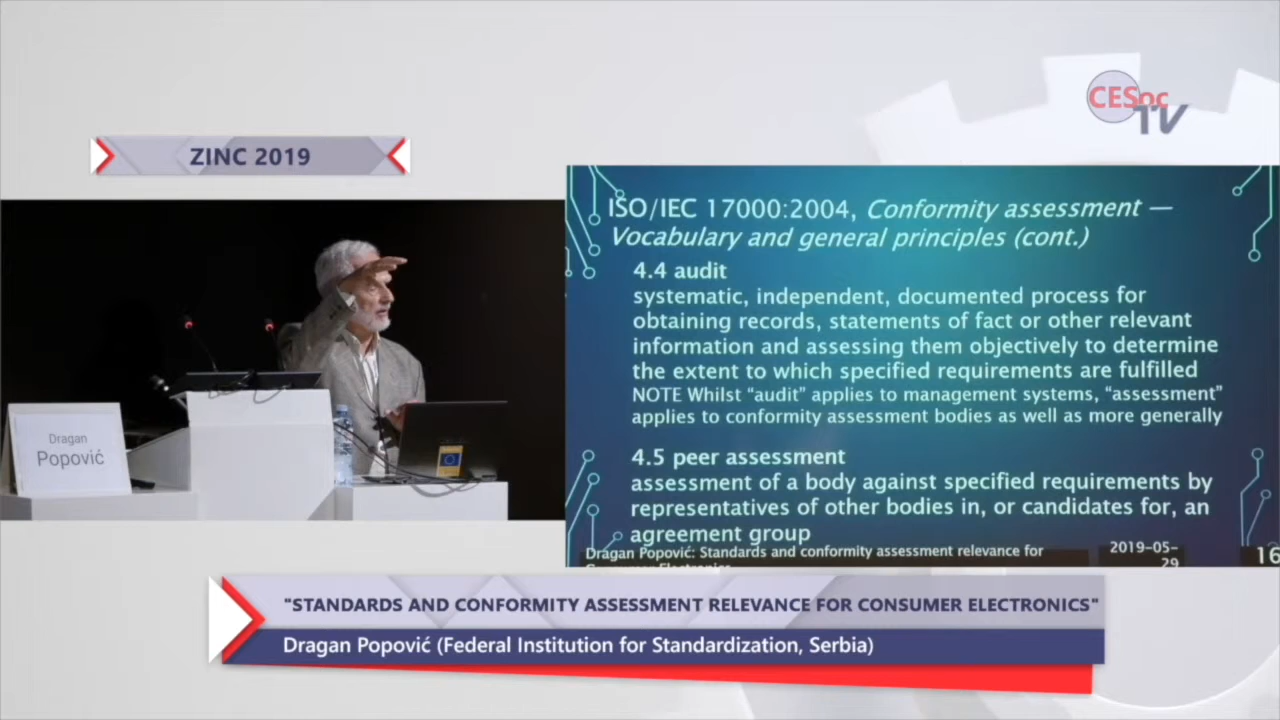 CESoc
TV
ZINC 2019
ISO/IEC 17000:2004, Conformity assessment —
Vocabulary and general principles (cont.)
4.4 audit
systematic, independent, documented process for
obtaining records, statements of fact or other relevant
information and assessing them objectively to determine
the extent to which specified requirements are fulfilled
NOTE Whilst “audit” applies to management systems, “assessment”
applies to conformity assessment bodies as well as more generally
4.5 peer assessment
assessment of a body against specified requirements by
representatives of other bodies in, or candidates for, an
agreement group
Dragan Popović: Standards and conformity assessment relevance for
Consumer Electronics
2019-05-
29
16
Dragan
Popović
"STANDARDS AND CONFORMITY ASSESSMENT RELEVANCE FOR CONSUMER ELECTRONICS"
Dragan Popović (Federal Institution for Standardization, Serbia)